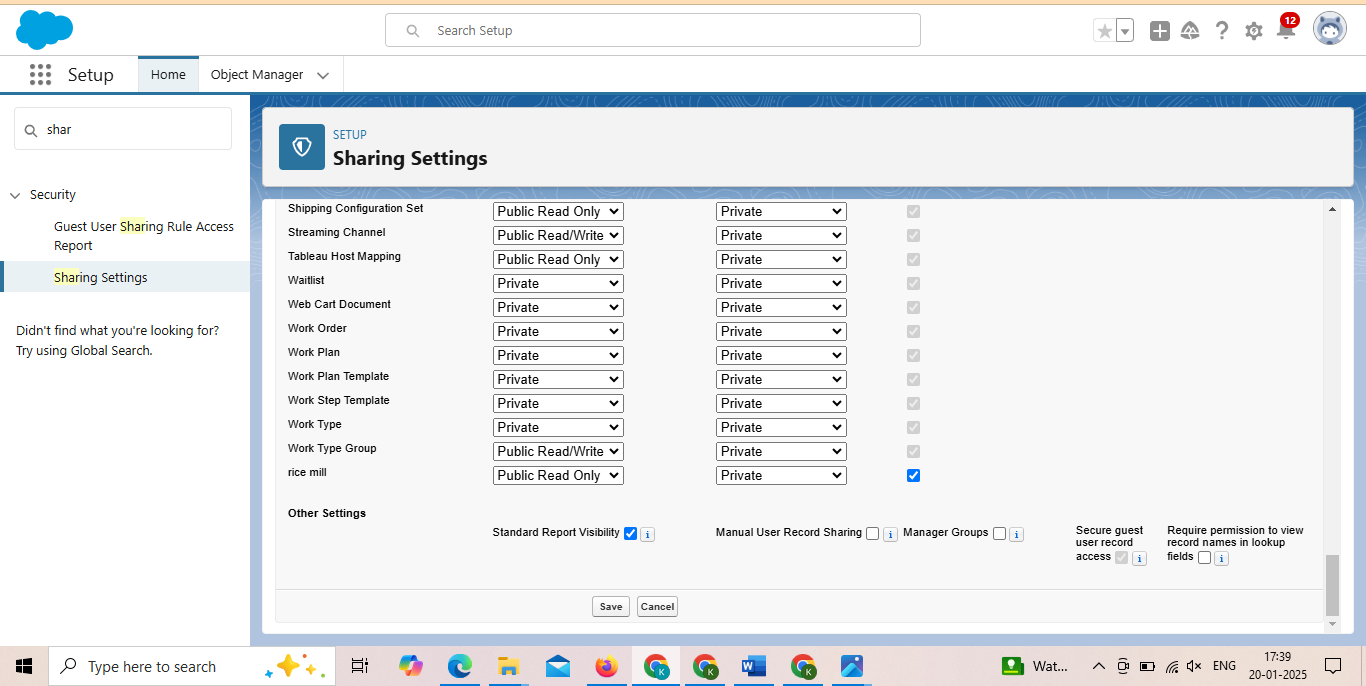 Search Setup
12
Setup
Home
Object Manager
shar
Security
Guest User Sharing Rule Access
Report
Sharing Settings
Didn't find what you're looking for?
Try using Global Search.
SETUP
Sharing Settings
Shipping Configuration Set Public Read Only Private
Streaming Channel Public Read/Write Private
Tableau Host Mapping Public Read Only Private
Waitlist Private Private
Web Cart Document Private Private
Work Order Private Private
Work Plan Private Private
Work Plan Template Private Private
Work Step Template Private Private
Work Type Private Private
Work Type Group Public Read/Write Private
rice mill Public Read Only Private
Other Settings
Standard Report Visibility i
Manual User Record Sharing i
Manager Groups i
Secure guest
user record
access i
Require permission to view
record names in lookup
fields i
Save Cancel
Type here to search
K
K
W
K
Wat...
ENG
17:39
20-01-2025